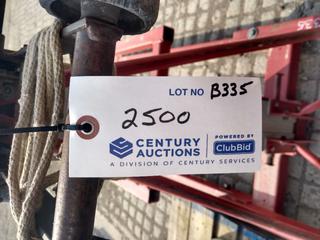 LOT NO B335
2500
CENTURY AUCTIONS
POWERED BY
ClubBid
A DIVISION OF CENTURY SERVICES